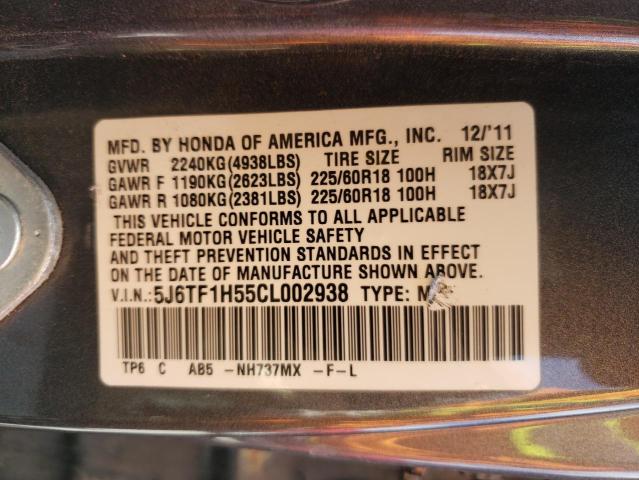 MFD. BY HONDA OF AMERICA MFG., INC. 12/'11
GVWR 2240KG(4938LBS) TIRE SIZE RIM SIZE
GAWR F 1190KG(2623LBS) 225/60R18 100H 18X7J
GAWR R 1080KG(2381LBS) 225/60R18 100H 18X7J
THIS VEHICLE CONFORMS TO ALL APPLICABLE
FEDERAL MOTOR VEHICLE SAFETY
AND THEFT PREVENTION STANDARDS IN EFFECT
ON THE DATE OF MANUFACTURE SHOWN ABOVE.
V.I.N.:5J6TF1H55CL002938 TYPE:
TP6 C AB5 -NH737MX -F-L